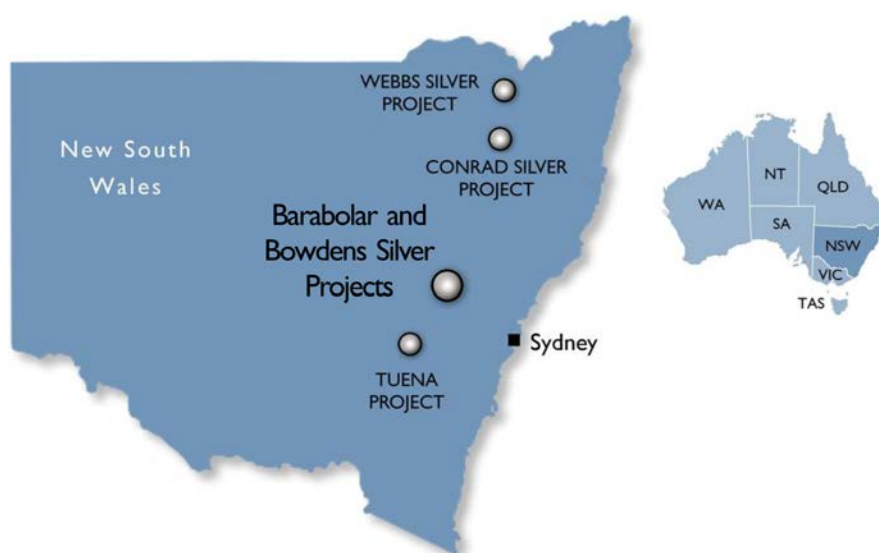 WEBBS SILVER
PROJECT
New South
Wales
CONRAD SILVER
PROJECT
Barabolar and
Bowdens Silver
Projects
Sydney
TUENA
PROJECT
NT
WA
QLD
SA
NSW
VIC
TAS